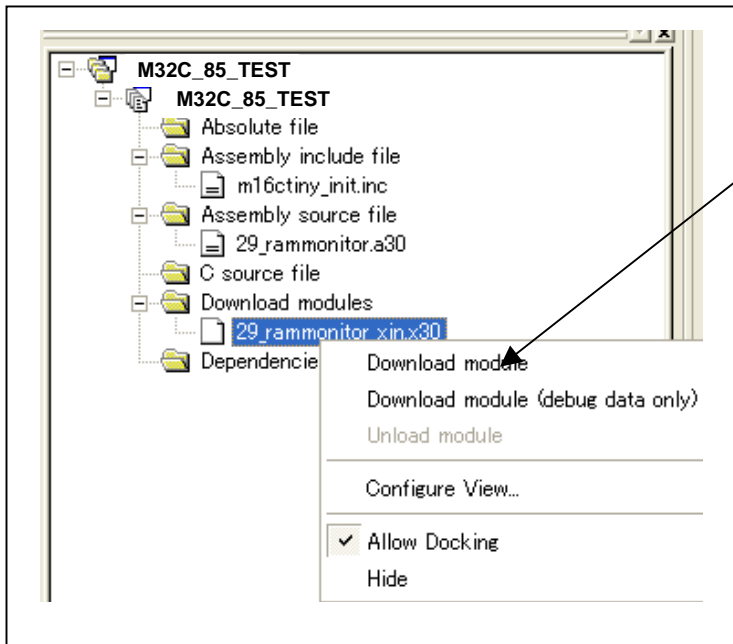 M32C_85_TEST
M32C_85_TEST
Absolute file
Assembly include file
m16ctiny_init.inc
Assembly source file
29_rammonitor.a30
C source file
Download modules
29_rammonitor_xin.x30
Dependencie
Download module
Download module (debug data only)
Unload module
Configure View...
Allow Docking
Hide